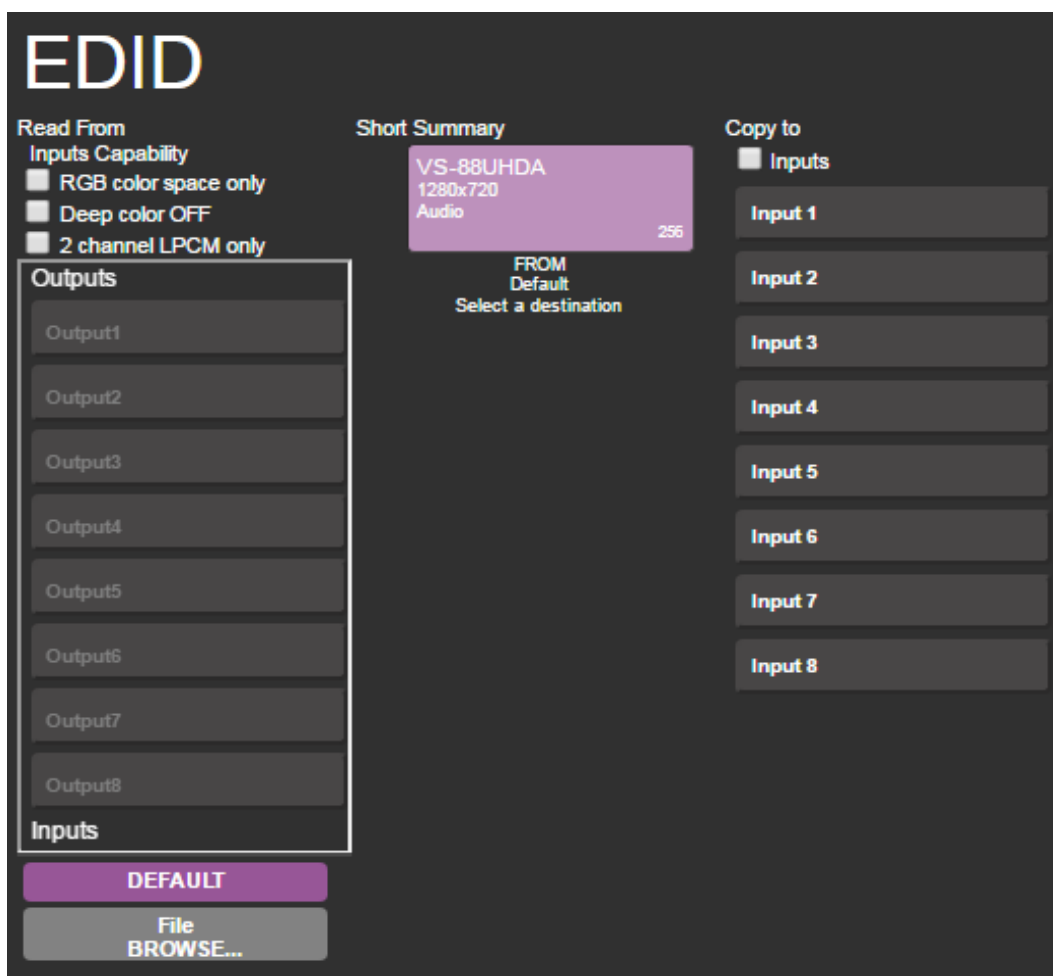 EDID
Read From
Inputs Capability
RGB color space only
Deep color OFF
2 channel LPCM only
Outputs
Output1
Output2
Output3
Output4
Output5
Output6
Output7
Output8
Inputs
DEFAULT
File
BROWSE...
Short Summary
VS-88UHDA
1280x720
Audio
256
FROM
Default
Select a destination
Copy to
Inputs
Input 1
Input 2
Input 3
Input 4
Input 5
Input 6
Input 7
Input 8